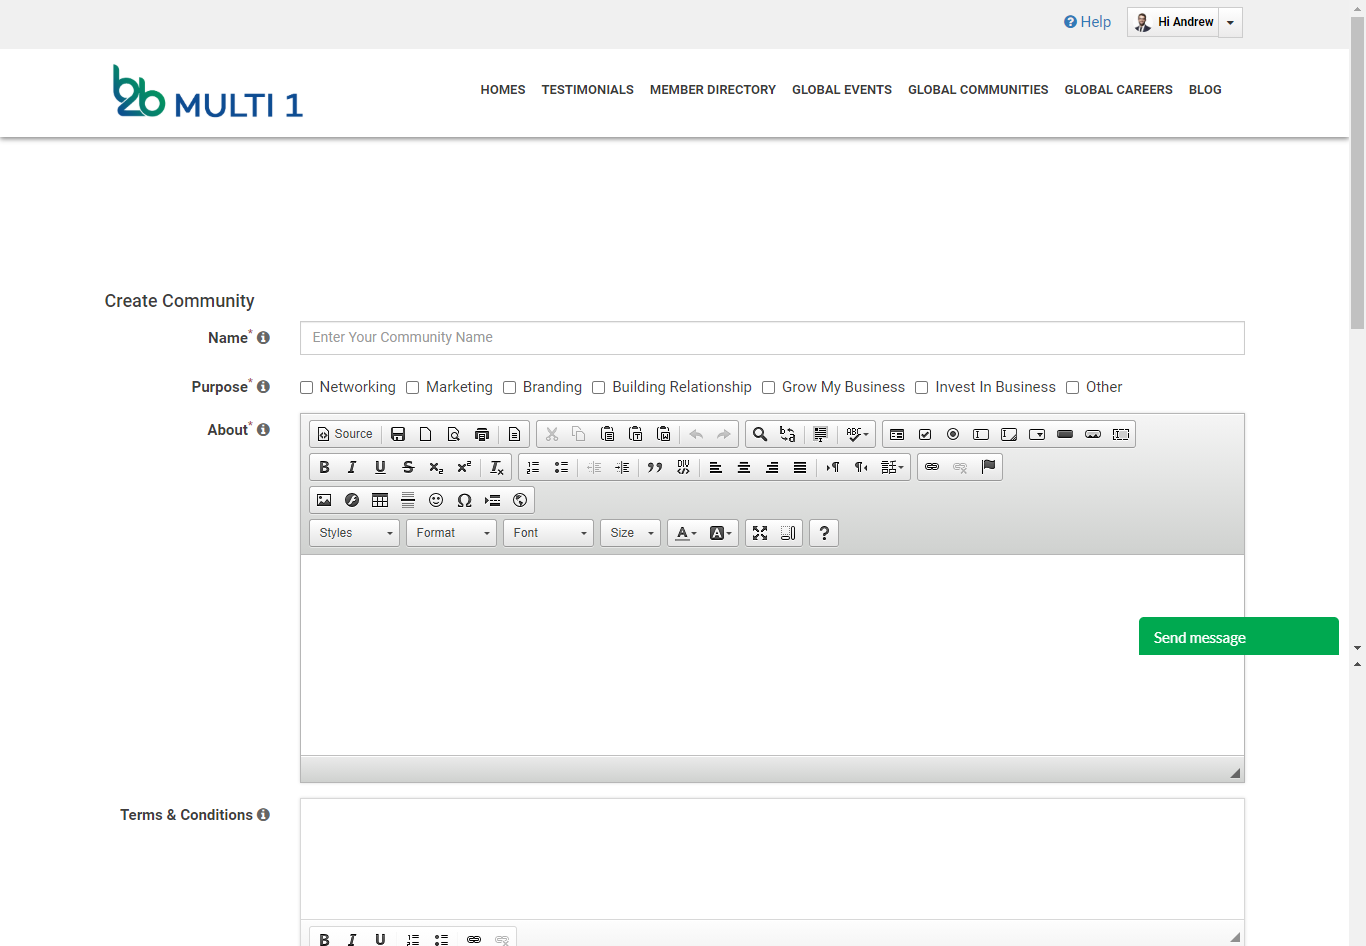 Help
Hi Andrew
b2b MULTI 1
HOMES TESTIMONIALS MEMBER DIRECTORY GLOBAL EVENTS GLOBAL COMMUNITIES GLOBAL CAREERS BLOG
Create Community
Name*
Enter Your Community Name
Purpose*
Networking Marketing Branding Building Relationship Grow My Business Invest In Business Other
About*
Source
Styles Format Font Size
Send message
Terms & Conditions